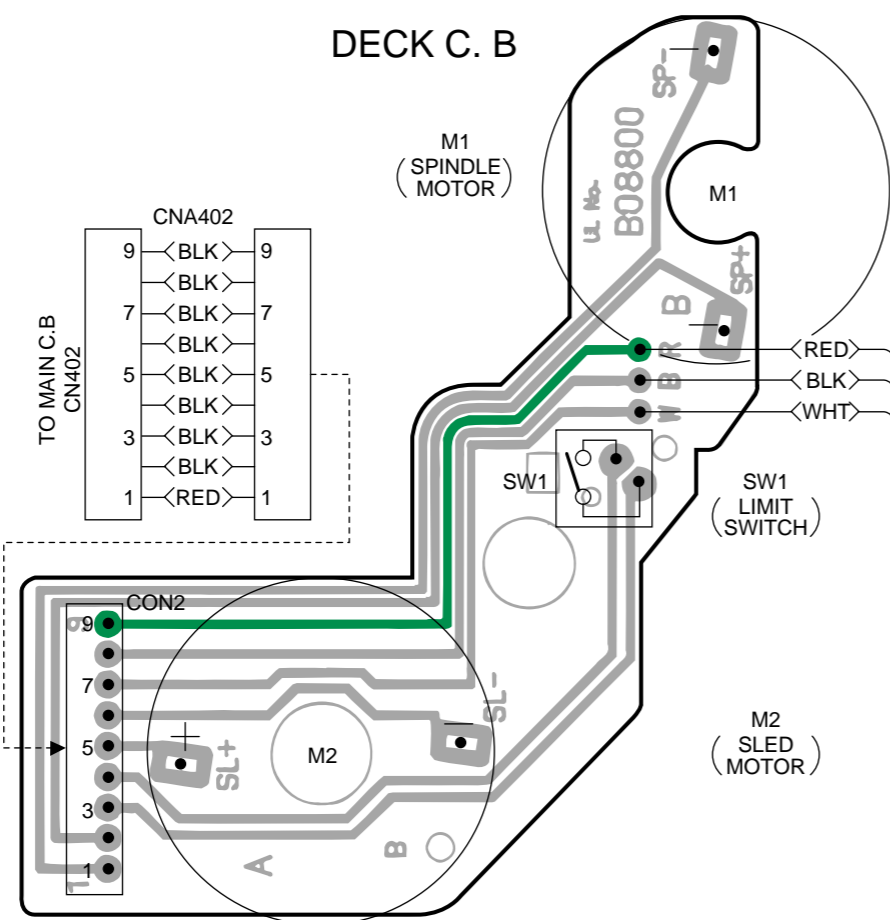 DECK C. B
SP-
UL No.
B08800
M1
( SPINDLE
MOTOR )
M1
CNA402
9 BLK 9
BLK
7 BLK 7
BLK
5 BLK 5
BLK
3 BLK 3
BLK
1 RED 1
TO MAIN C.B
CN402
SP+
B
R RED
B BLK
W WHT
SW1
SW1
( LIMIT
SWITCH )
CON2
9 9
7
5
3
1 1
SL+
SL-
M2
M2
( SLED
MOTOR )
A
B